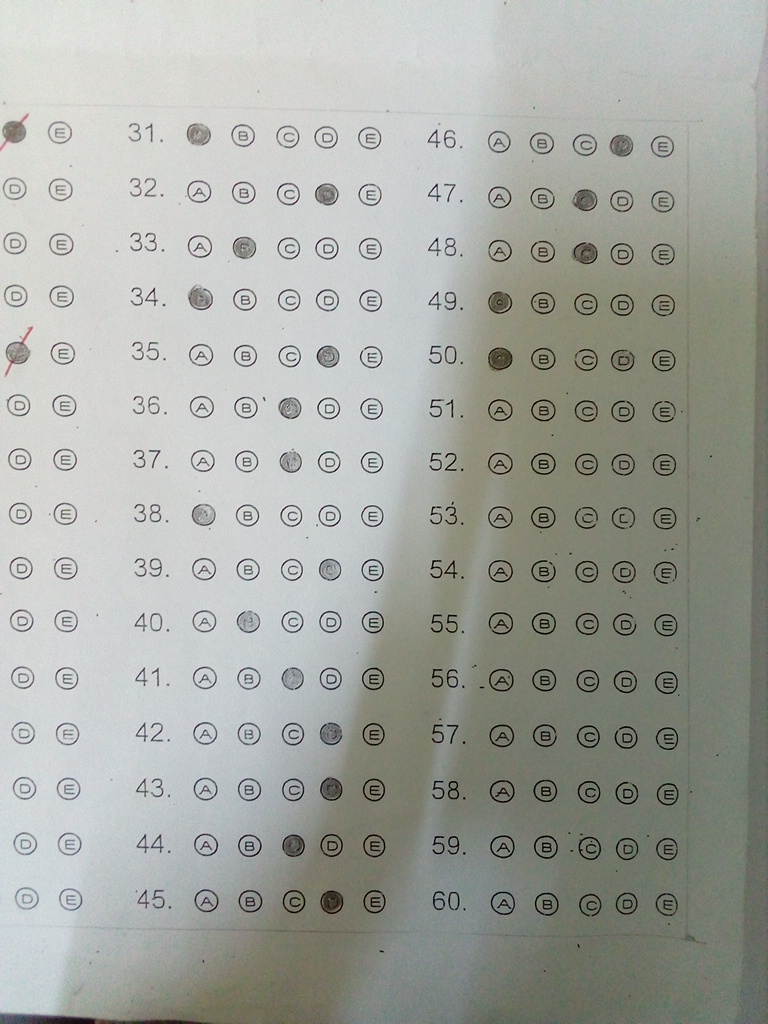 E 31. B C D E 46. A B C E
D E 32. A B C E 47. A B D E
D E 33. A C D E 48. A B D E
D E 34. B C D E 49. B C D E
E 35. A B C E 50. B C D E
D E 36. A B D E 51. A B C D E
D E 37. A B D E 52. A B C D E
D E 38. B C D E 53. A B C D E
D E 39. A B C E 54. A B C D E
D E 40. A C D E 55. A B C D E
D E 41. A B D E 56. A B C D E
D E 42. A B C E 57. A B C D E
D E 43. A B C E 58. A B C D E
D E 44. A B D E 59. A B C D E
D E 45. A B C E 60. A B C D E